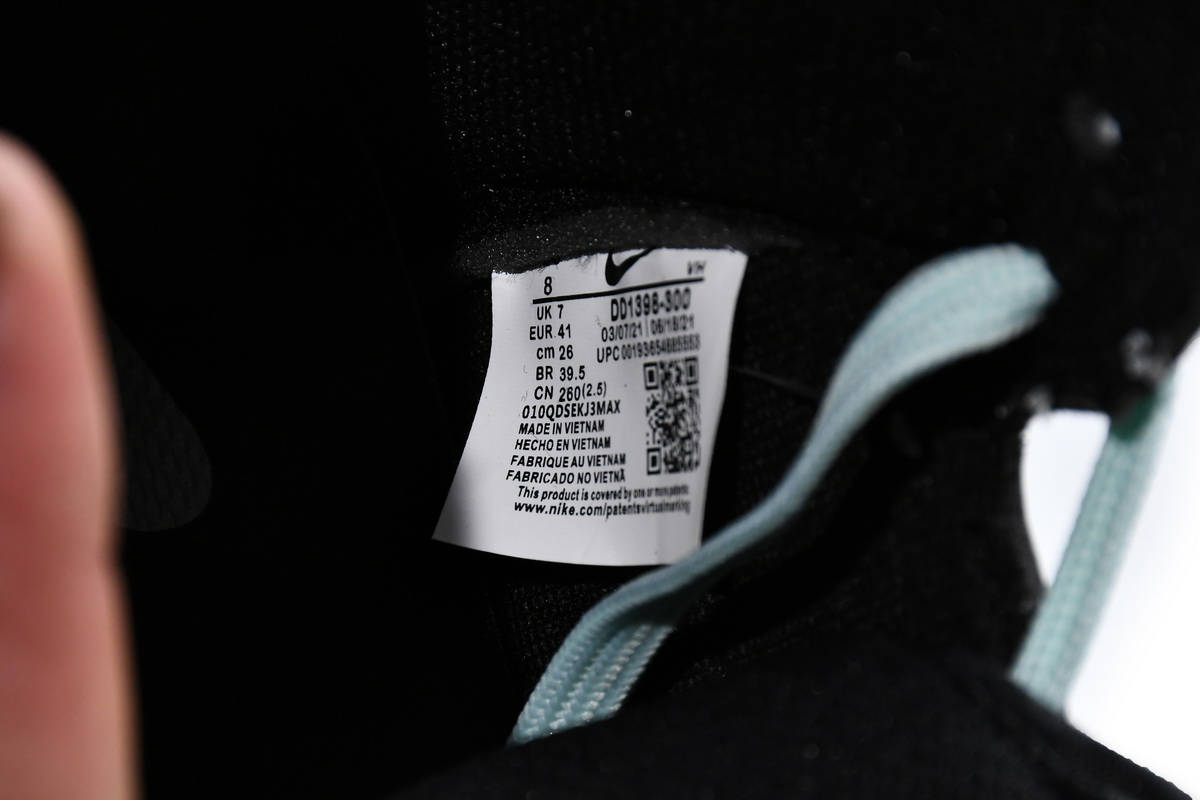 8
UK 7
EUR 41
cm 26
BR 39.5
CN 260(2.5)
010QDSEKJ3MAX
MADE IN VIETNAM
HECHO EN VIETNAM
FABRIQUE AU VIETNAM
FABRICADO NO VIETNÃ
DD1398-300
03/07/21 | 06/18/21
UPC
This product is covered by one or more patents
www.nike.com/patentsvirtualmarking